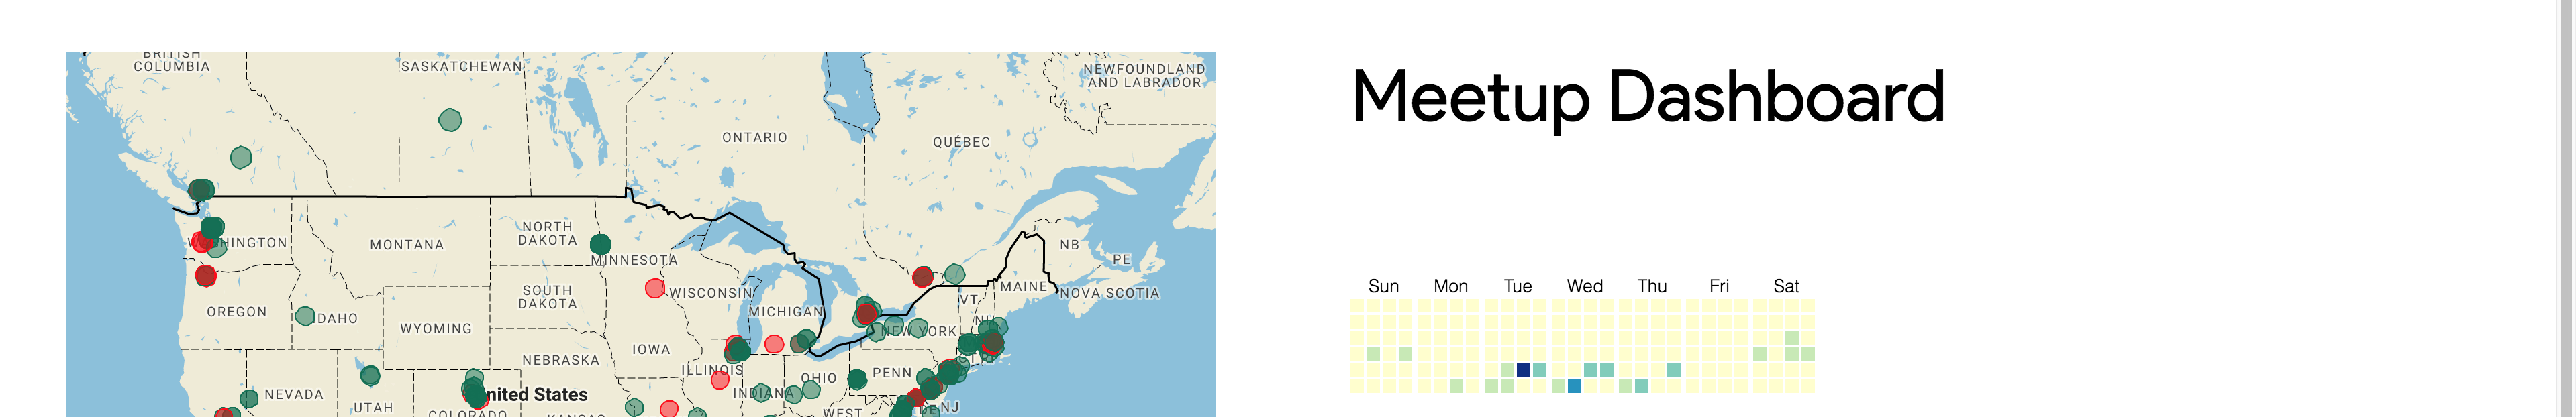 BRITISH
COLUMBIA
SASKATCHEWAN
NEWFOUNDLAND
AND LABRADOR
ONTARIO
QUÉBEC
WASHINGTON
MONTANA
NORTH
DAKOTA
MINNESOTA
NB
PE
OREGON
IDAHO
SOUTH
DAKOTA
WISCONSIN
MICHIGAN
VT
MAINE
NOVA SCOTIA
WYOMING
NH
NEW YORK
NEBRASKA
IOWA
ILLINOIS
CT
NEVADA
UTAH
United States
COLORADO
KANSAS
INDIANA
OHIO
PENN
WEST
DE
NJ
Meetup Dashboard
Sun Mon Tue Wed Thu Fri Sat